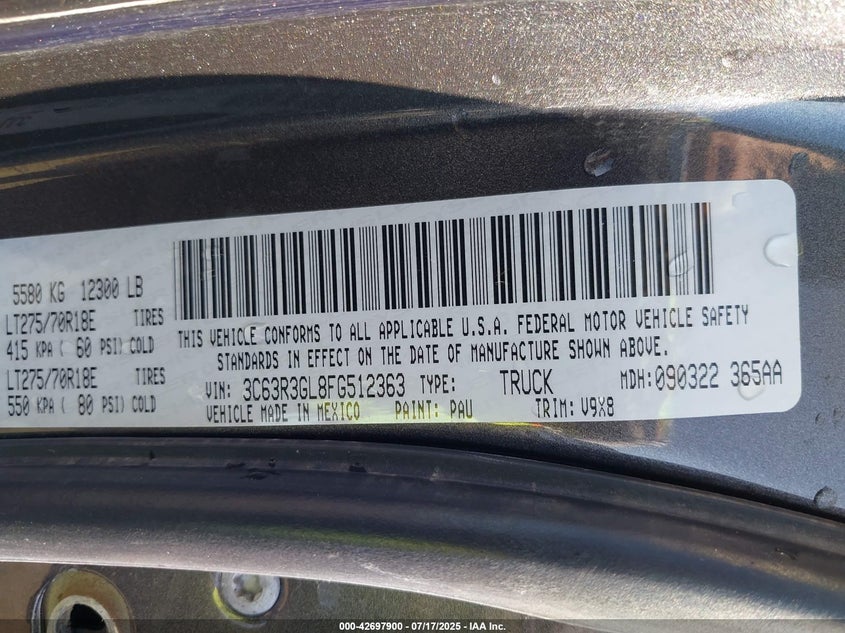 5580 KG 12300 LB
LT275/70R18E TIRES
415 KPA ( 60 PSI) COLD
LT275/70R18E TIRES
550 KPA ( 80 PSI) COLD
THIS VEHICLE CONFORMS TO ALL APPLICABLE U.S.A. FEDERAL MOTOR VEHICLE SAFETY
STANDARDS IN EFFECT ON THE DATE OF MANUFACTURE SHOWN ABOVE.
VIN: 3C63R3GL8FG512363 TYPE: TRUCK MDH: 090322 365AA
VEHICLE MADE IN MEXICO PAINT: PAU TRIM: V9X8
000-42697900 - 07/17/2025 - IAA Inc.